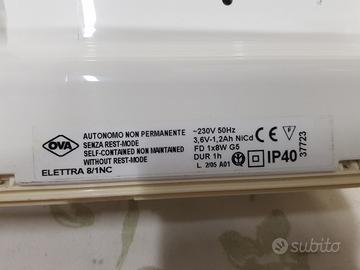 OVA
AUTONOMO NON PERMANENTE
SENZA REST-MODE
SELF-CONTAINED NON MAINTAINED
WITHOUT REST-MODE
ELETTRA 8/1NC
~230V 50Hz
3,6V-1,2Ah NiCd
FD 1x8W G5
DUR 1h
L 2/05 A01
CE
F
IP40
37723
subito